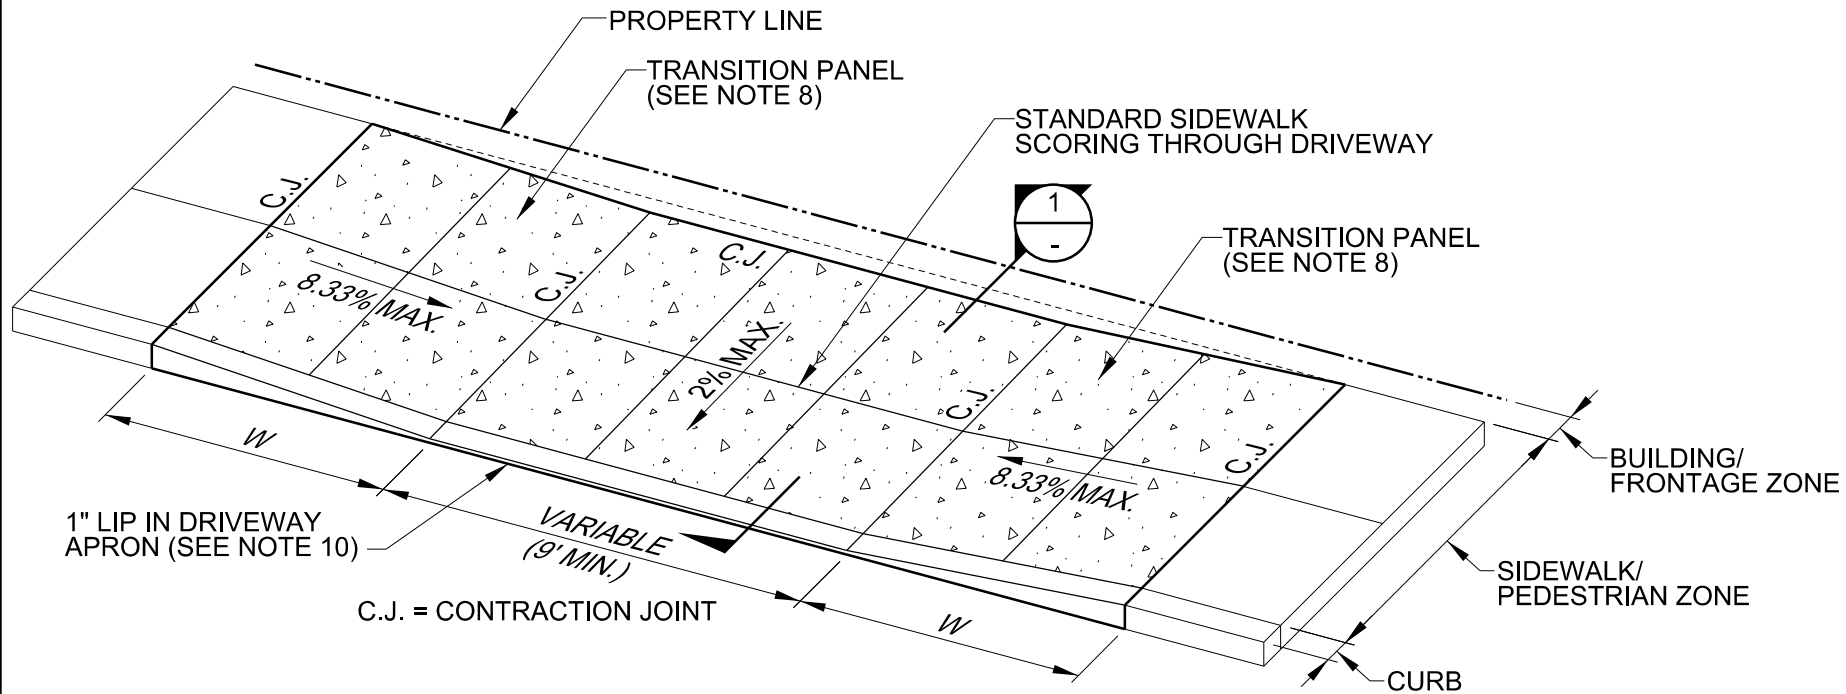 PROPERTY LINE
TRANSITION PANEL
(SEE NOTE 8)
STANDARD SIDEWALK
SCORING THROUGH DRIVEWAY
1
-
TRANSITION PANEL
(SEE NOTE 8)
C.J.
C.J.
C.J.
8.33% MAX.
2% MAX.
C.J.
C.J.
8.33% MAX.
BUILDING/
FRONTAGE ZONE
W
1" LIP IN DRIVEWAY
APRON (SEE NOTE 10)
VARIABLE
(9' MIN.)
SIDEWALK/
PEDESTRIAN ZONE
C.J. = CONTRACTION JOINT
W
CURB